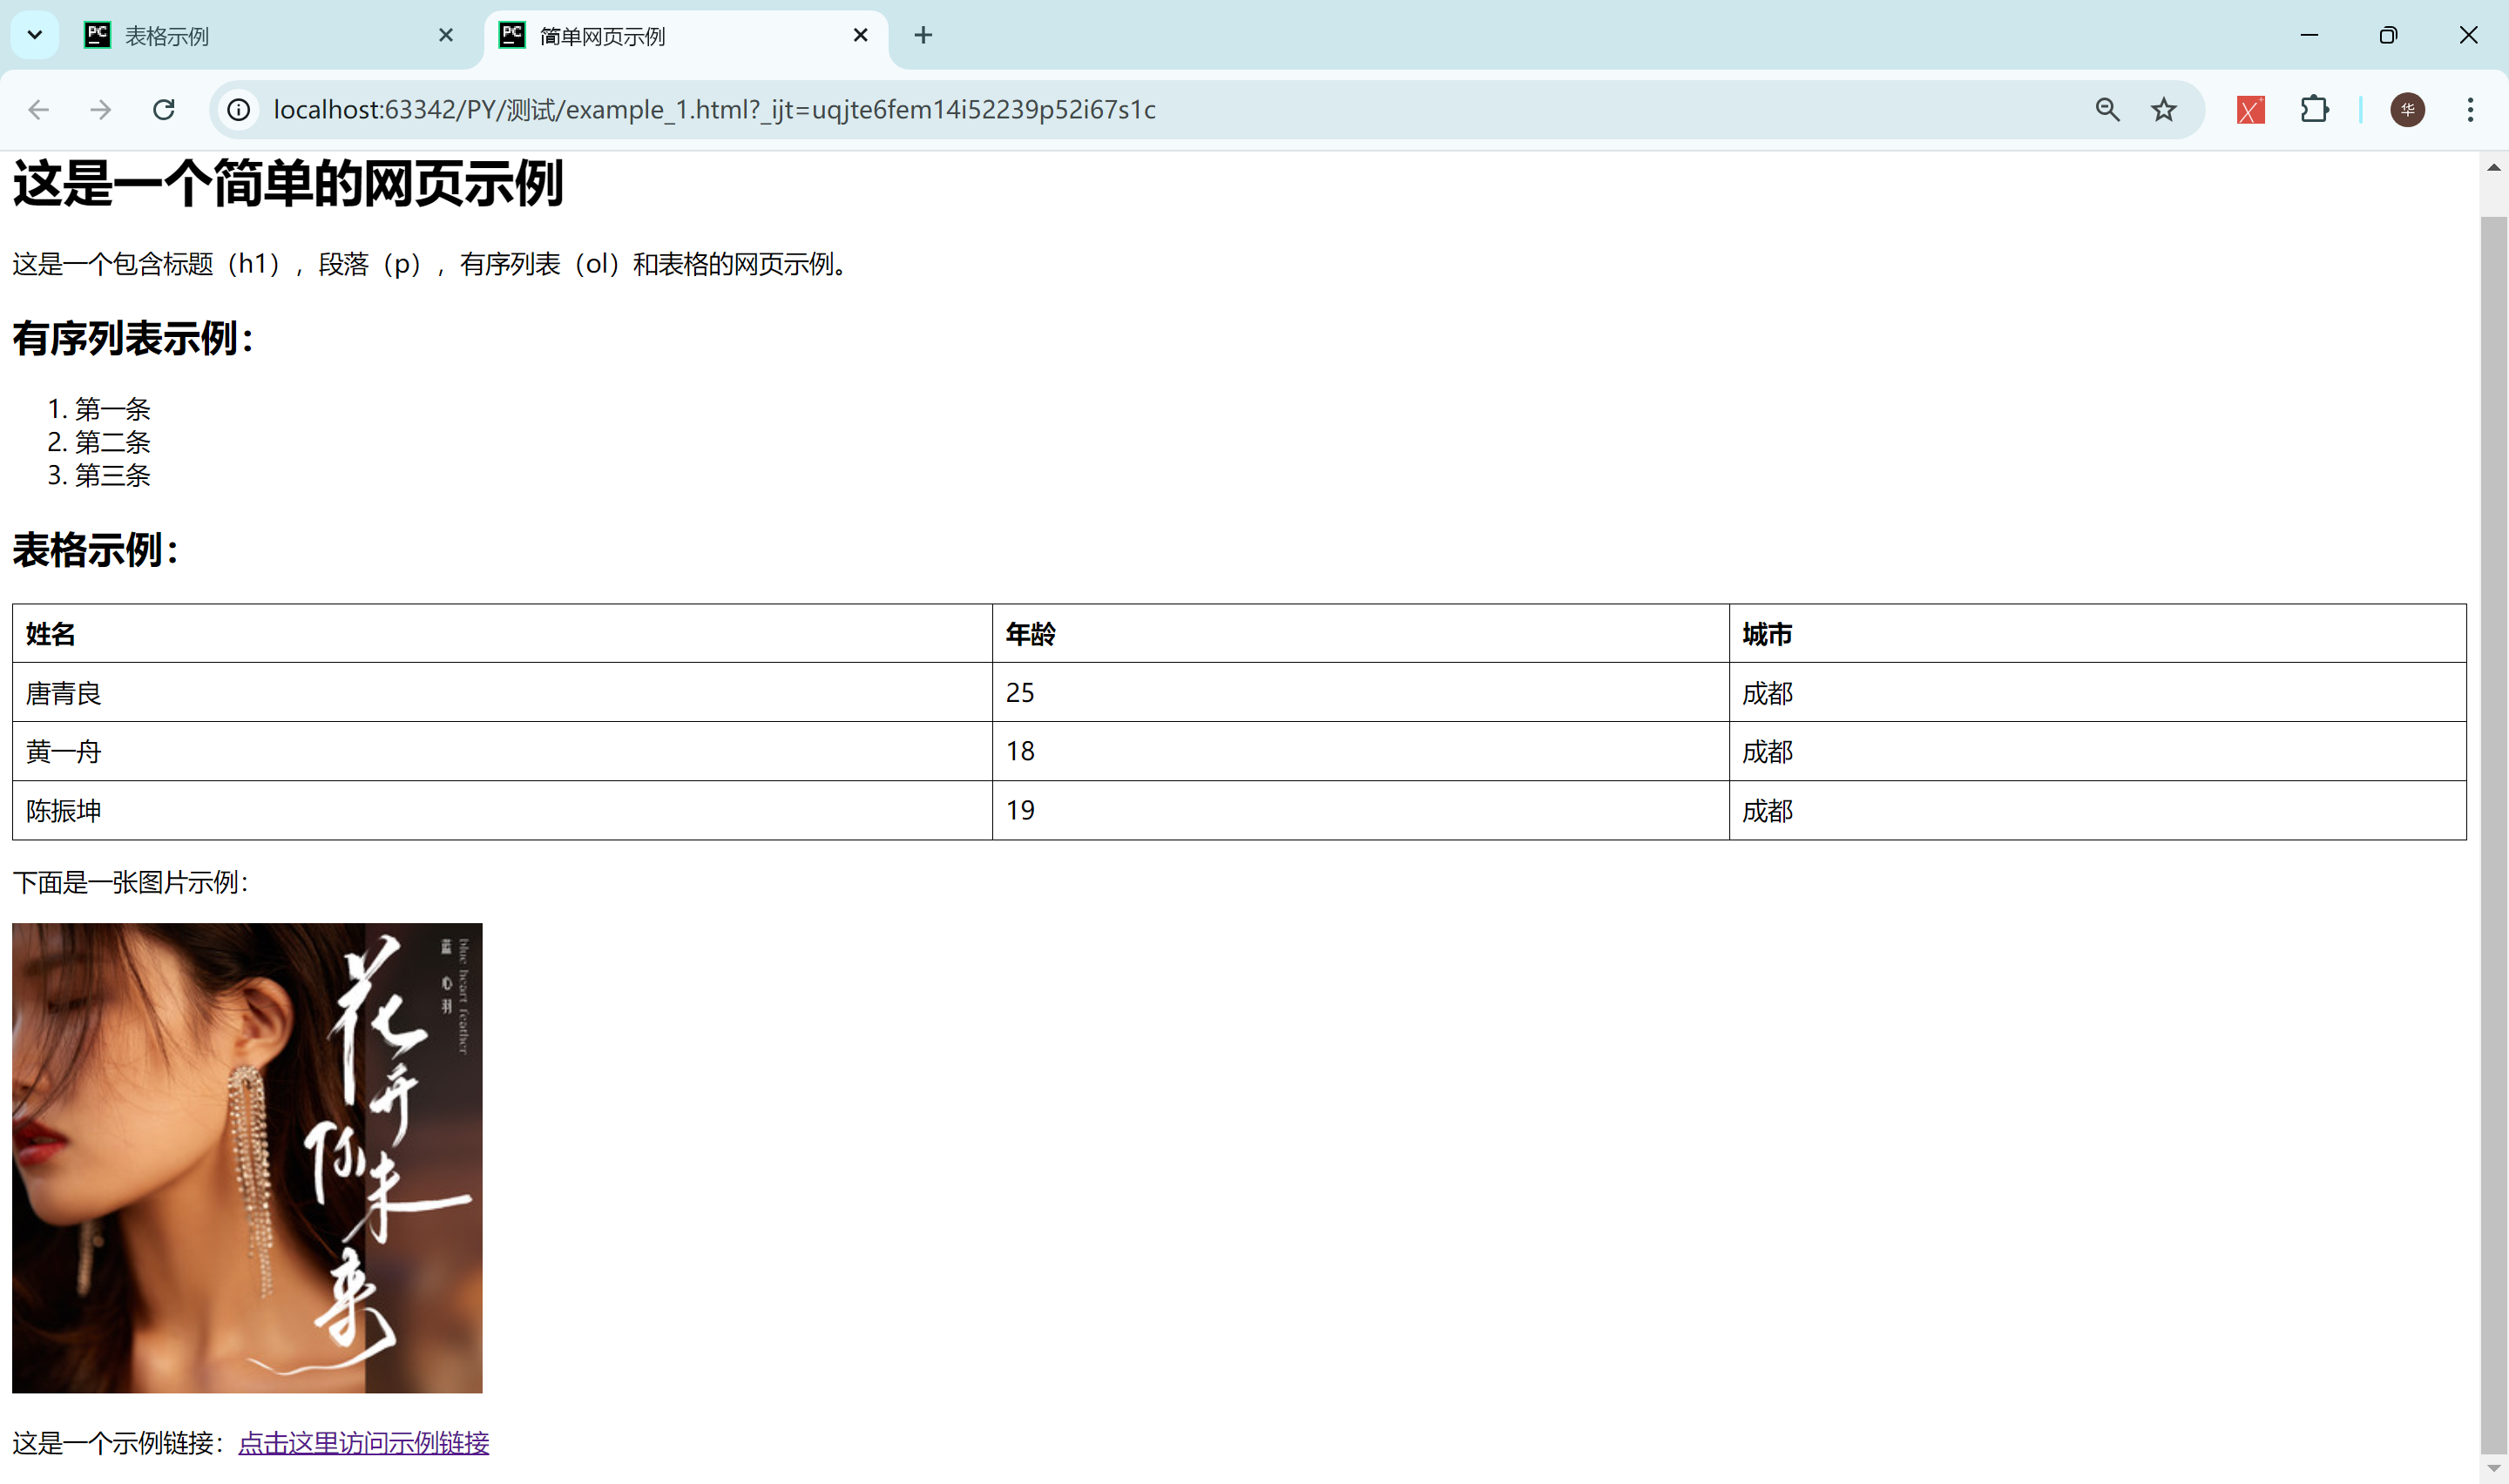 表格示例
简单网页示例
localhost:63342/PY/测试/example_1.html?_ijt=uqjte6fem14i52239p52i67s1c
华
这是一个简单的网页示例
这是一个包含标题（h1），段落（p），有序列表（ol）和表格的网页示例。
有序列表示例：
1. 第一条
2. 第二条
3. 第三条
表格示例：
姓名 年龄 城市
唐青良 25 成都
黄一舟 18 成都
陈振坤 19 成都
下面是一张图片示例：
花开你未来
蓝心羽
blue heart feather
这是一个示例链接：点击这里访问示例链接